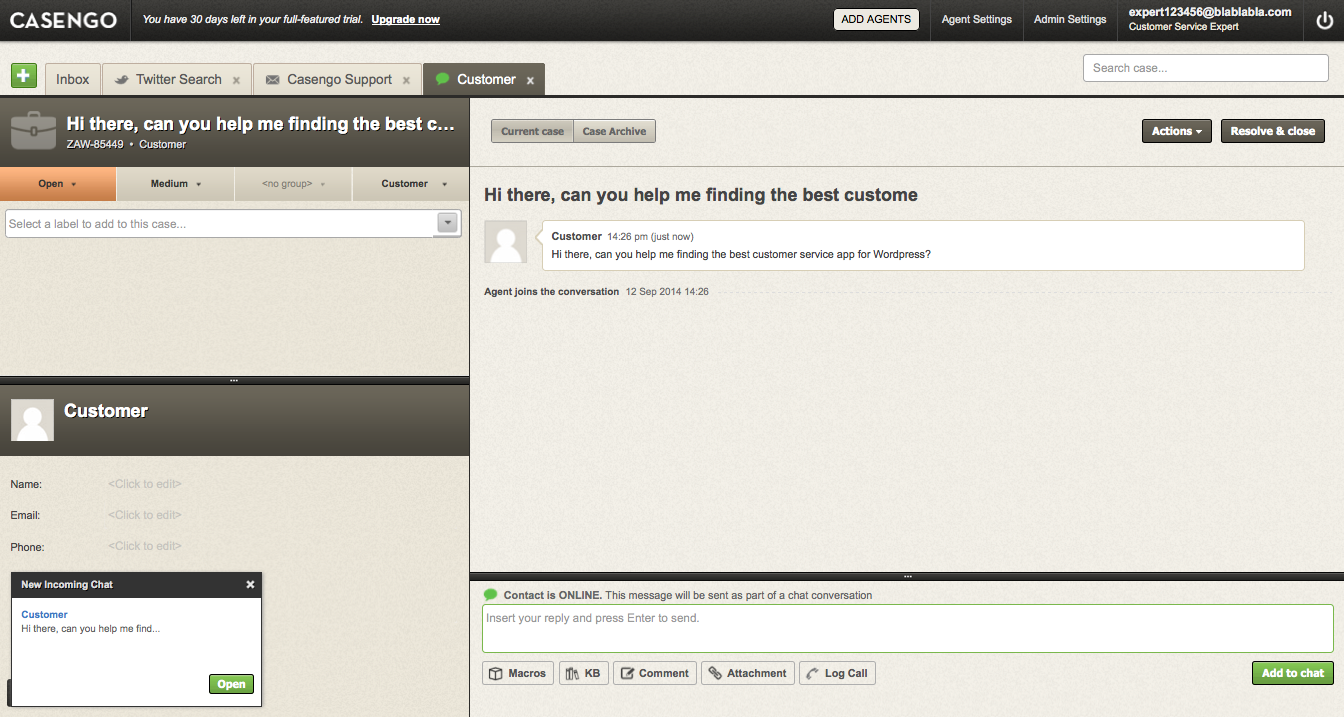 CASENGO
You have 30 days left in your full-featured trial. Upgrade now
ADD AGENTS
Agent Settings
Admin Settings
expert123456@blablabla.com
Customer Service Expert
Inbox
Twitter Search x
Casengo Support x
Customer x
Search case...
Hi there, can you help me finding the best c...
ZAW-85449 • Customer
Open
Medium
<no group>
Customer
Select a label to add to this case...
Current case
Case Archive
Actions
Resolve & close
Hi there, can you help me finding the best custome
Customer 14:26 pm (just now)
Hi there, can you help me finding the best customer service app for Wordpress?
Agent joins the conversation 12 Sep 2014 14:26
Customer
Name: <Click to edit>
Email: <Click to edit>
Phone: <Click to edit>
New Incoming Chat
Customer
Hi there, can you help me find...
Open
Contact is ONLINE. This message will be sent as part of a chat conversation
Insert your reply and press Enter to send.
Macros
KB
Comment
Attachment
Log Call
Add to chat